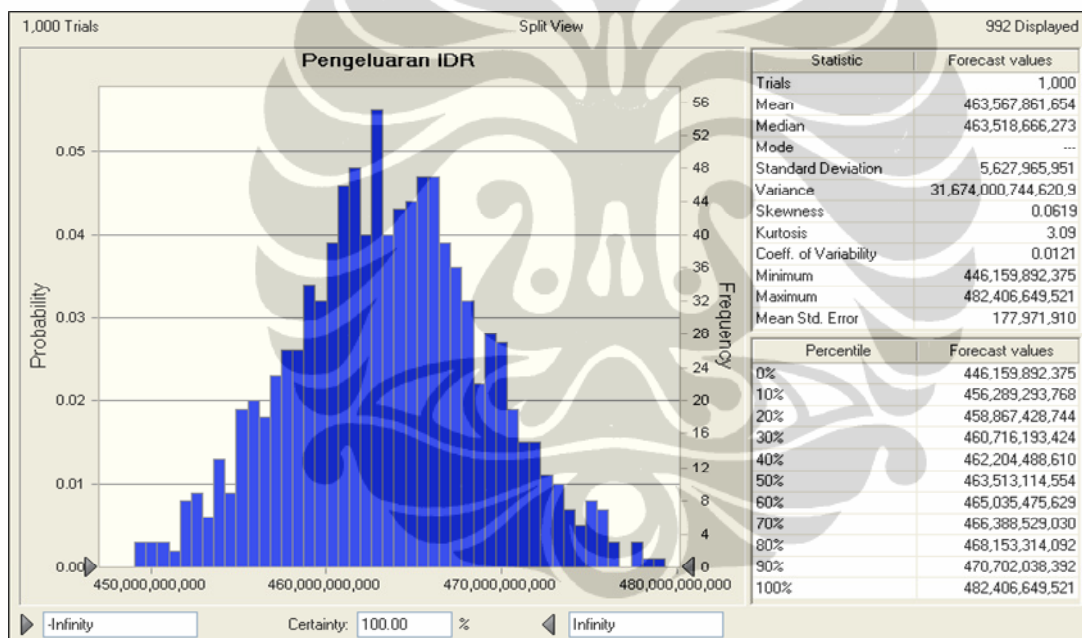 1,000 Trials Split View 992 Displayed
Pengeluaran IDR
Probability
0.05
0.04
0.03
0.02
0.01
0.00
Frequency
56
52
48
44
40
36
32
28
24
20
16
12
8
4
0
450,000,000,000 460,000,000,000 470,000,000,000 480,000,000,000
-Infinity Certainty: 100.00 % Infinity
Statistic Forecast values
Trials 1,000
Mean 463,567,861,654
Median 463,518,666,273
Mode ---
Standard Deviation 5,627,965,951
Variance 31,674,000,744,620,9
Skewness 0.0619
Kurtosis 3.09
Coeff. of Variability 0.0121
Minimum 446,159,892,375
Maximum 482,406,649,521
Mean Std. Error 177,971,910
Percentile Forecast values
0% 446,159,892,375
10% 456,289,293,768
20% 458,867,428,744
30% 460,716,193,424
40% 462,204,488,610
50% 463,513,114,554
60% 465,035,475,629
70% 466,388,529,030
80% 468,153,314,092
90% 470,702,038,392
100% 482,406,649,521